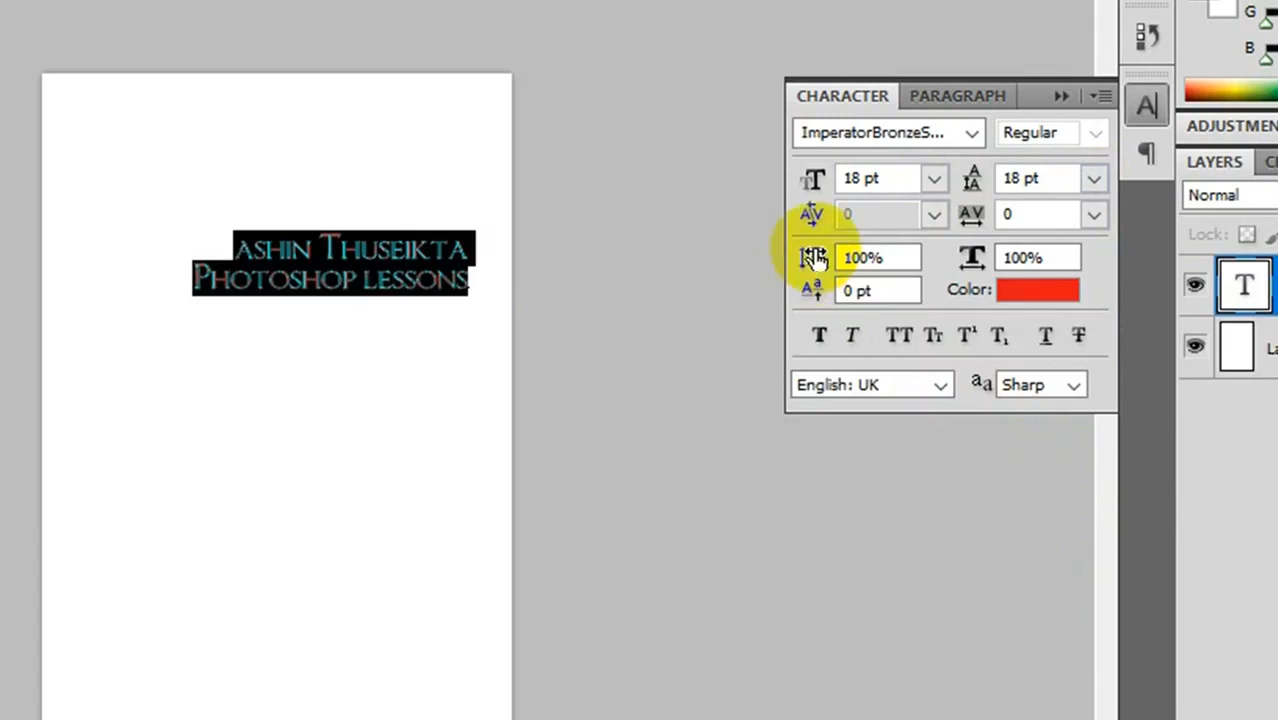 G
B
CHARACTER PARAGRAPH
ImperatorBronzeS... Regular
ADJUSTMEN
LAYERS
18 pt 18 pt
Normal
0 0
Lock:
ASHIN THUSEIKTA
PHOTOSHOP LESSONS
100% 100%
0 pt Color:
T T TT Tr T¹ T₁ T T
English: UK aa Sharp